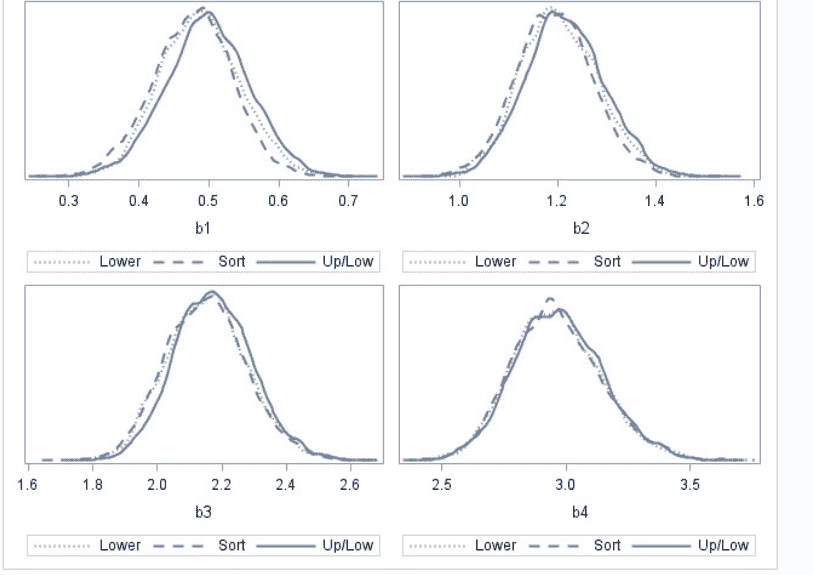 0.3 0.4 0.5 0.6 0.7
b1
Lower Sort Up/Low
1.0 1.2 1.4 1.6
b2
Lower Sort Up/Low
1.6 1.8 2.0 2.2 2.4 2.6
b3
Lower Sort Up/Low
2.5 3.0 3.5
b4
Lower Sort Up/Low